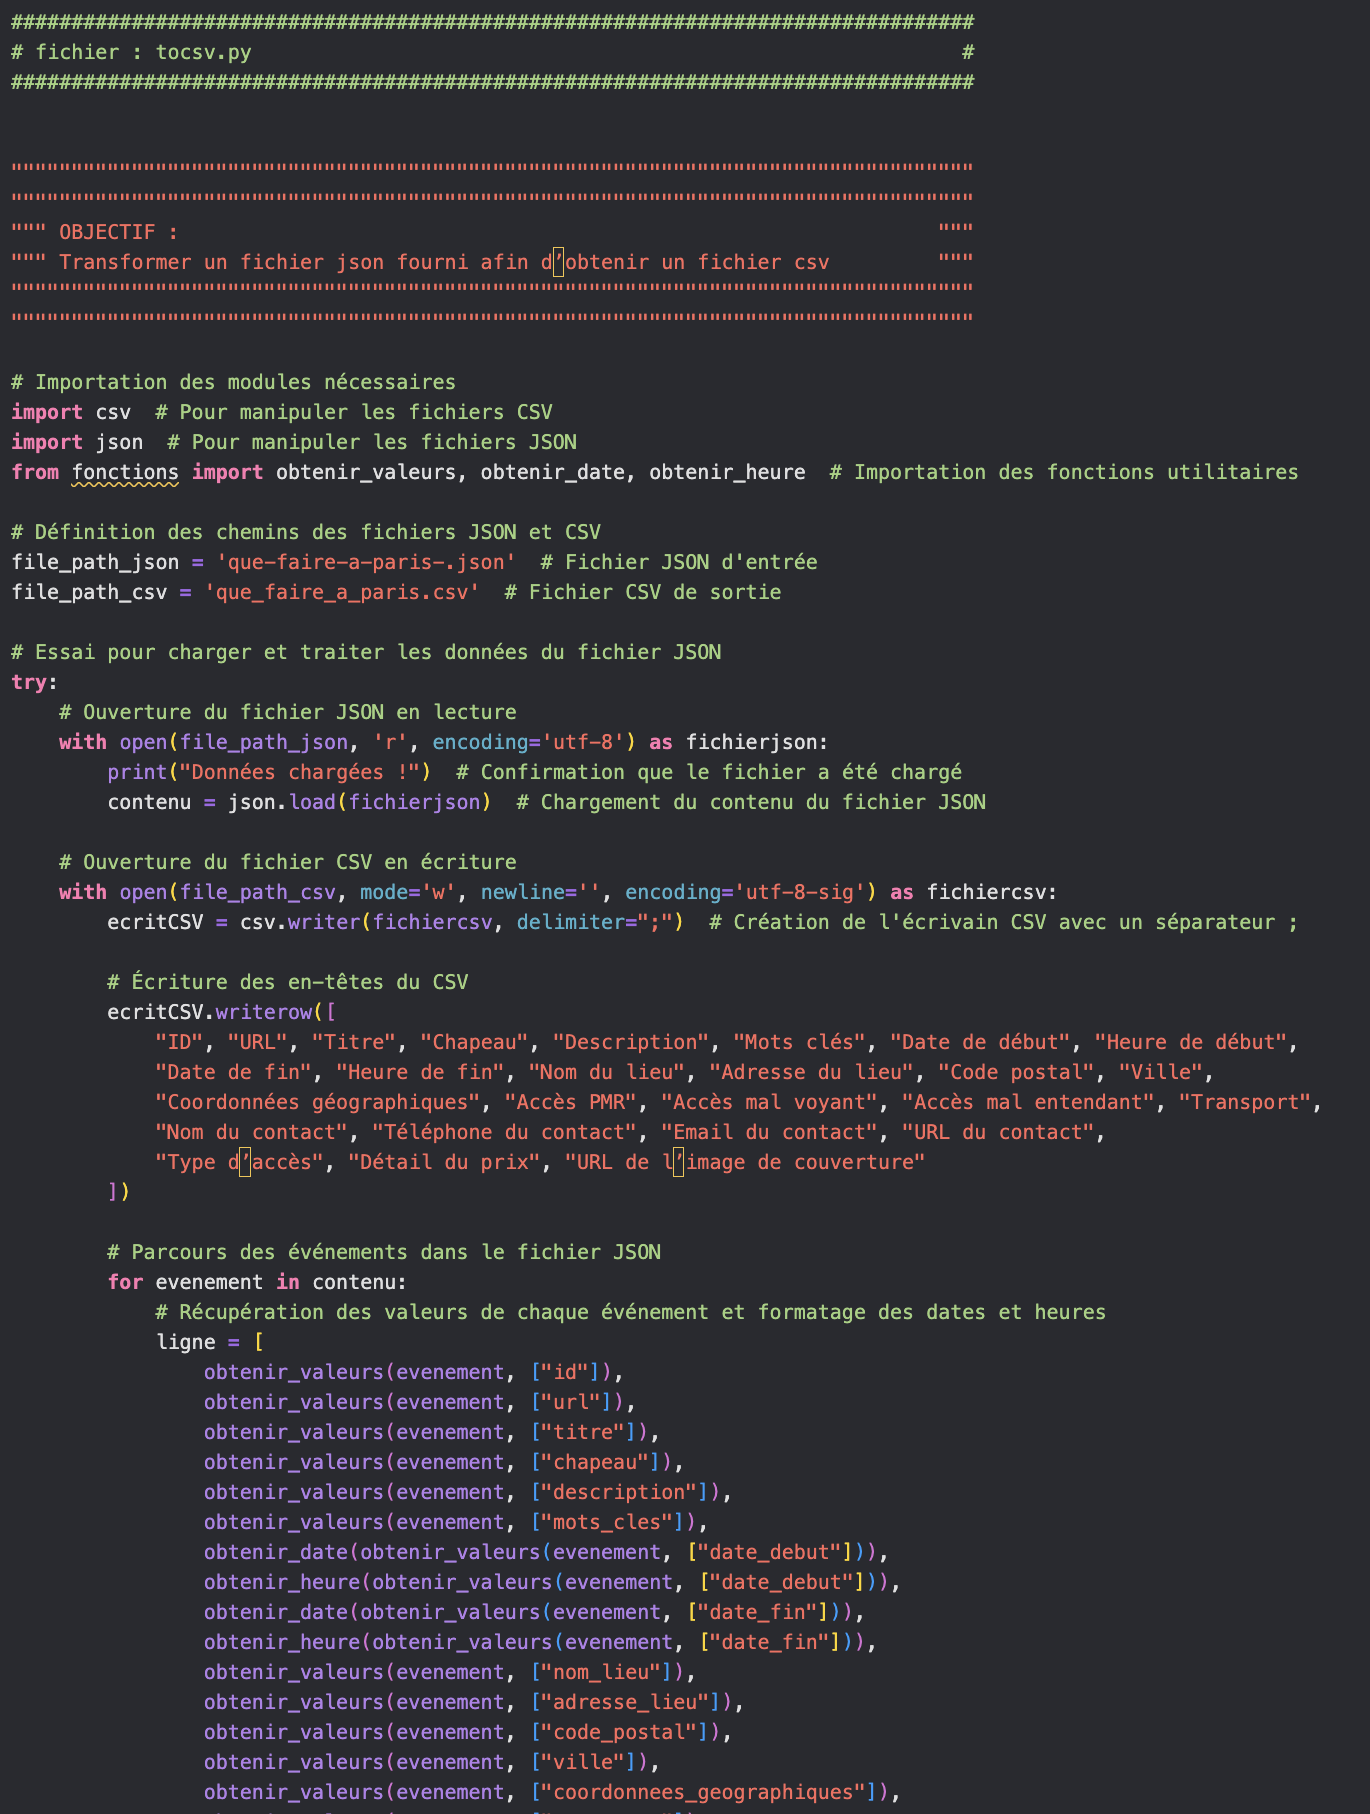 ################################################################################
# fichier : tocsv.py                                                           #
################################################################################
""""""""""""""""""""""""""""""""""""""""""""""""""""""""""""""""""""""""""""""""
""""""""""""""""""""""""""""""""""""""""""""""""""""""""""""""""""""""""""""""""
""" OBJECTIF :                                                               """
""" Transformer un fichier json fourni afin d’obtenir un fichier csv         """
""""""""""""""""""""""""""""""""""""""""""""""""""""""""""""""""""""""""""""""""
""""""""""""""""""""""""""""""""""""""""""""""""""""""""""""""""""""""""""""""""
# Importation des modules nécessaires
import csv  # Pour manipuler les fichiers CSV
import json  # Pour manipuler les fichiers JSON
from fonctions import obtenir_valeurs, obtenir_date, obtenir_heure  # Importation des fonctions utilitaires
# Définition des chemins des fichiers JSON et CSV
file_path_json = 'que-faire-a-paris-.json'  # Fichier JSON d'entrée
file_path_csv = 'que_faire_a_paris.csv'  # Fichier CSV de sortie
# Essai pour charger et traiter les données du fichier JSON
try:
    # Ouverture du fichier JSON en lecture
    with open(file_path_json, 'r', encoding='utf-8') as fichierjson:
        print("Données chargées !")  # Confirmation que le fichier a été chargé
        contenu = json.load(fichierjson)  # Chargement du contenu du fichier JSON
    # Ouverture du fichier CSV en écriture
    with open(file_path_csv, mode='w', newline='', encoding='utf-8-sig') as fichiercsv:
        ecritCSV = csv.writer(fichiercsv, delimiter=";")  # Création de l'écrivain CSV avec un séparateur ;
        # Écriture des en-têtes du CSV
        ecritCSV.writerow([
            "ID", "URL", "Titre", "Chapeau", "Description", "Mots clés", "Date de début", "Heure de début",
            "Date de fin", "Heure de fin", "Nom du lieu", "Adresse du lieu", "Code postal", "Ville",
            "Coordonnées géographiques", "Accès PMR", "Accès mal voyant", "Accès mal entendant", "Transport",
            "Nom du contact", "Téléphone du contact", "Email du contact", "URL du contact",
            "Type d’accès", "Détail du prix", "URL de l’image de couverture"
        ])
        # Parcours des événements dans le fichier JSON
        for evenement in contenu:
            # Récupération des valeurs de chaque événement et formatage des dates et heures
            ligne = [
                obtenir_valeurs(evenement, ["id"]),
                obtenir_valeurs(evenement, ["url"]),
                obtenir_valeurs(evenement, ["titre"]),
                obtenir_valeurs(evenement, ["chapeau"]),
                obtenir_valeurs(evenement, ["description"]),
                obtenir_valeurs(evenement, ["mots_cles"]),
                obtenir_date(obtenir_valeurs(evenement, ["date_debut"])),
                obtenir_heure(obtenir_valeurs(evenement, ["date_debut"])),
                obtenir_date(obtenir_valeurs(evenement, ["date_fin"])),
                obtenir_heure(obtenir_valeurs(evenement, ["date_fin"])),
                obtenir_valeurs(evenement, ["nom_lieu"]),
                obtenir_valeurs(evenement, ["adresse_lieu"]),
                obtenir_valeurs(evenement, ["code_postal"]),
                obtenir_valeurs(evenement, ["ville"]),
                obtenir_valeurs(evenement, ["coordonnees_geographiques"]),